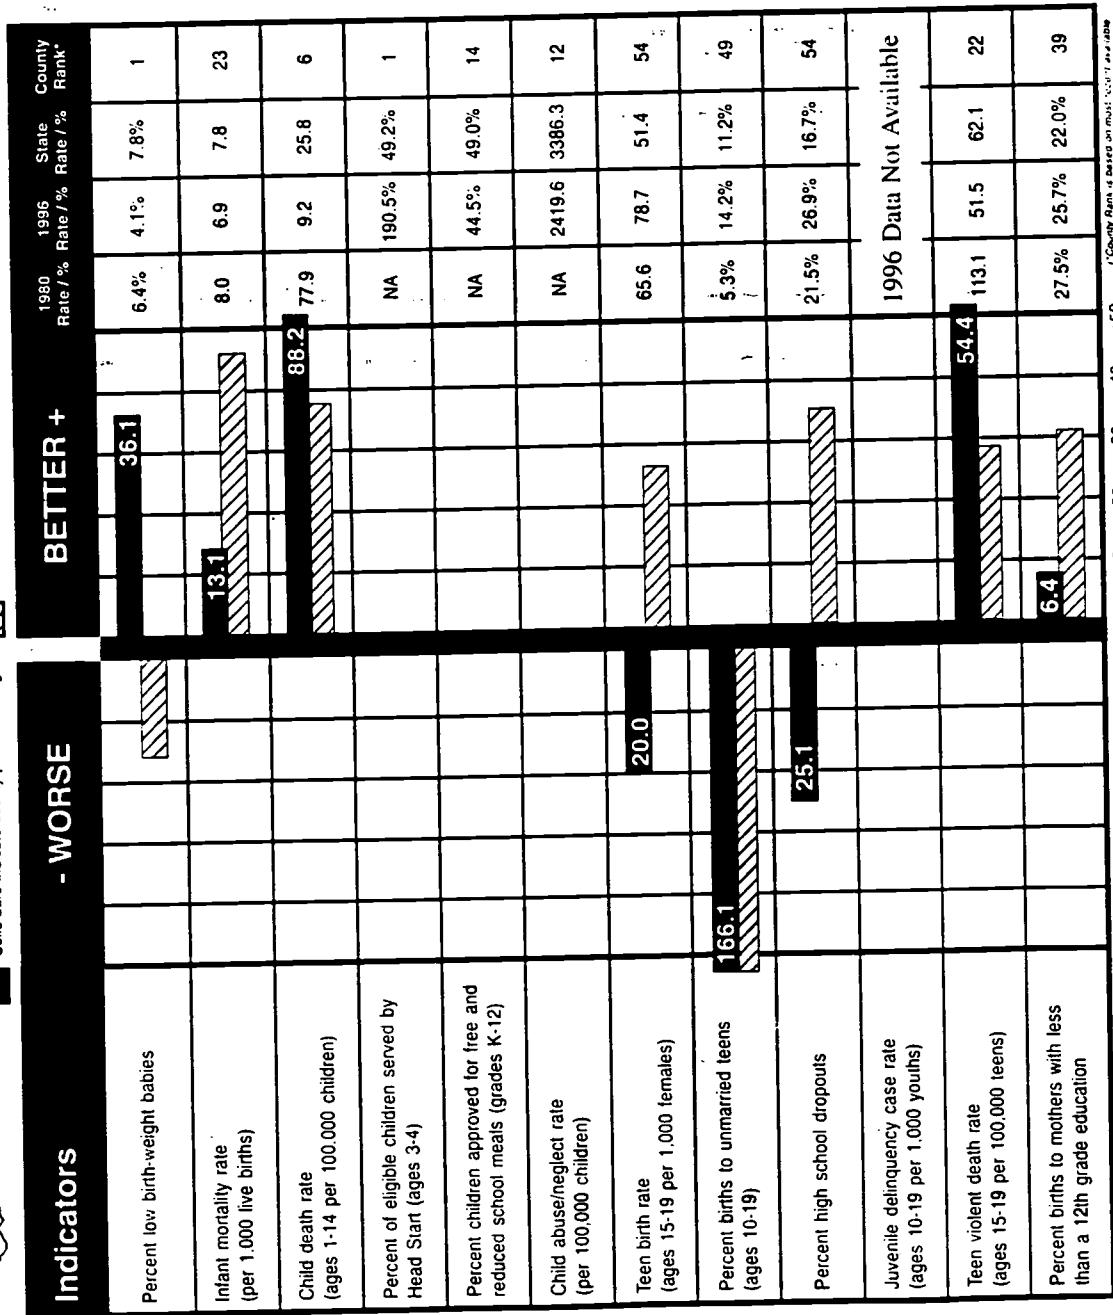 Indicators - WORSE BETTER + 1980 Rate / % 1996 Rate / % State Rate / % County Rank*
Percent low birth-weight babies 36.1 6.4% 4.1% 7.8% 1
Infant mortality rate
(per 1,000 live births) 13.1 8.0 6.9 7.8 23
Child death rate
(ages 1-14 per 100,000 children) 88.2 77.9 9.2 25.8 6
Percent of eligible children served by
Head Start (ages 3-4) NA 190.5% 49.2% 1
Percent children approved for free and
reduced school meals (grades K-12) NA 44.5% 49.0% 14
Child abuse/neglect rate
(per 100,000 children) NA 2419.6 3386.3 12
Teen birth rate
(ages 15-19 per 1,000 females) 20.0 65.6 78.7 51.4 54
Percent births to unmarried teens
(ages 10-19) 166.1 5.3% 14.2% 11.2% 49
Percent high school dropouts 25.1 21.5% 26.9% 16.7% 54
Juvenile delinquency case rate
(ages 10-19 per 1,000 youths) 1996 Data Not Available
Teen violent death rate
(ages 15-19 per 100,000 teens) 54.4 113.1 51.5 62.1 22
Percent births to mothers with less
than a 12th grade education 6.4 27.5% 25.7% 22.0% 39
(*County Rank is based on most